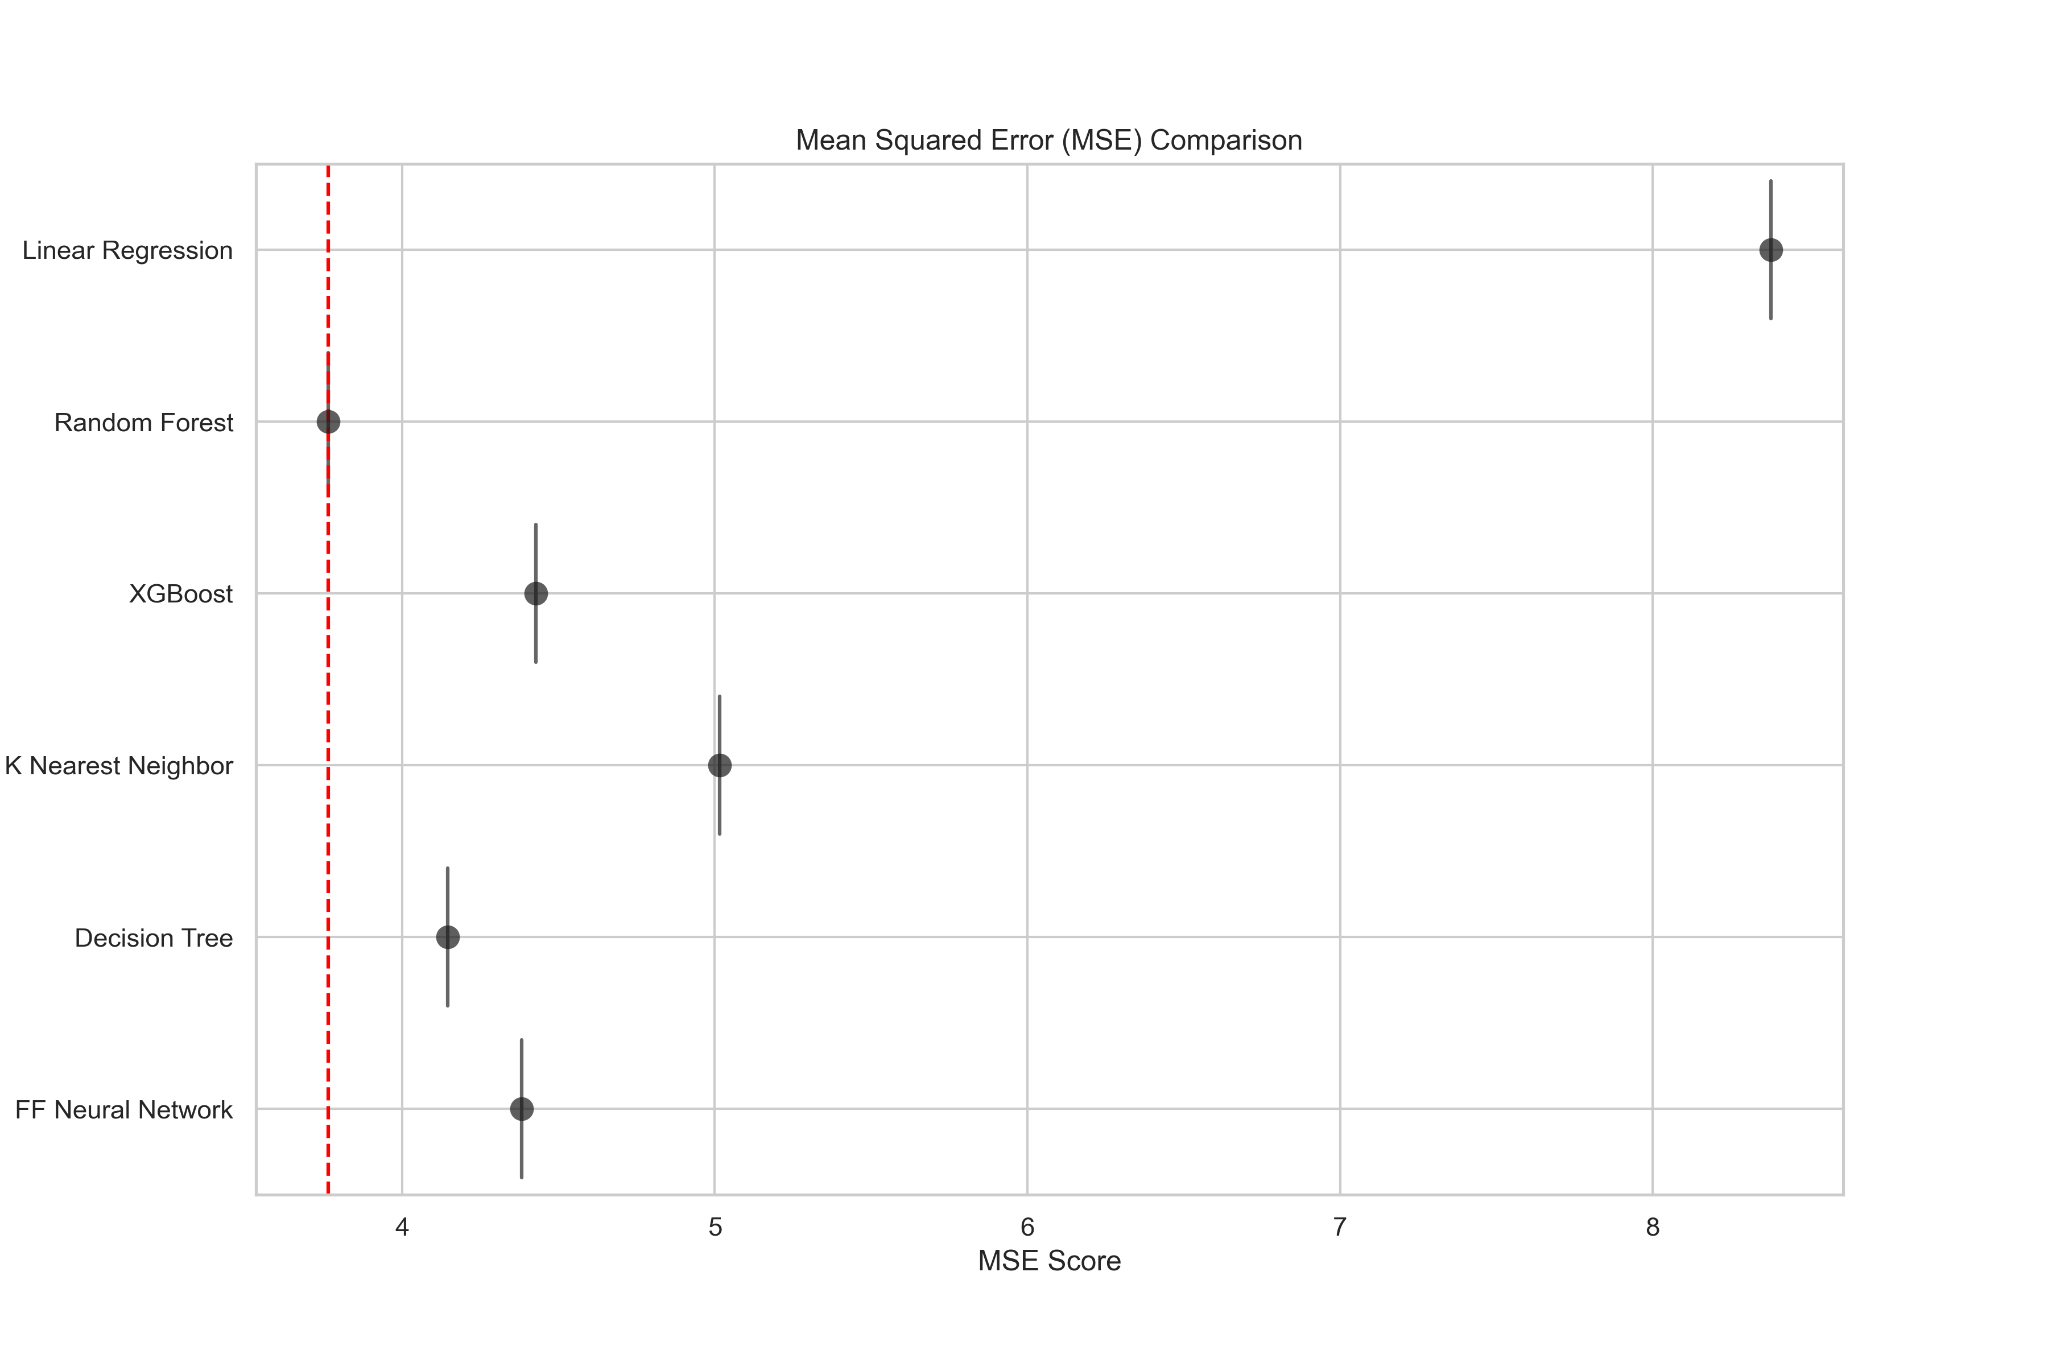 Mean Squared Error (MSE) Comparison
Linear Regression
Random Forest
XGBoost
K Nearest Neighbor
Decision Tree
FF Neural Network
4 5 6 7 8
MSE Score